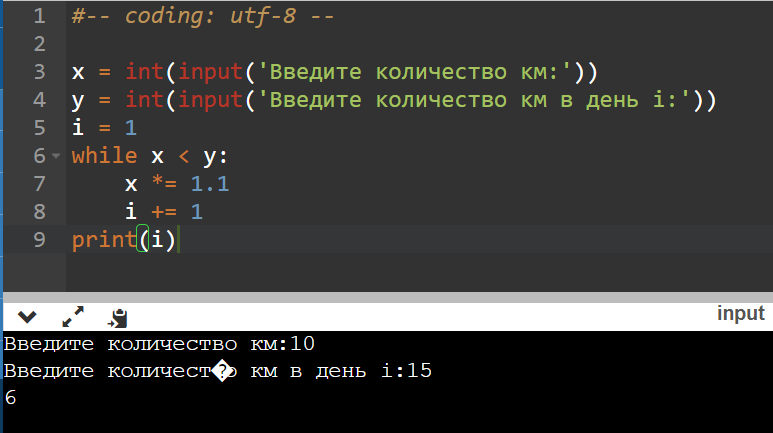 1 #-- coding: utf-8 --
2
3 x = int(input('Введите количество км:'))
4 y = int(input('Введите количество км в день i:'))
5 i = 1
6 while x < y:
7     x *= 1.1
8     i += 1
9 print(i)
input
Введите количество км:10
Введите количест�о км в день i:15
6